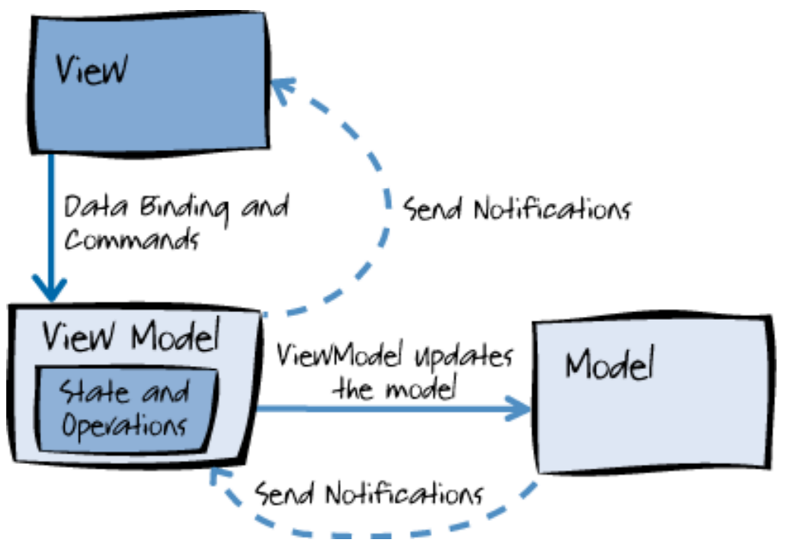 View
Data Binding and
Commands
Send Notifications
View Model
State and
Operations
ViewModel updates
the model
Model
Send Notifications